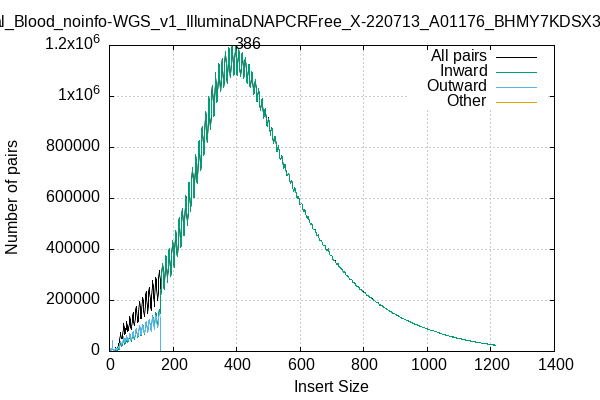 al_Blood_noinfo-WGS_v1_IlluminaDNAPCRFree_X-220713_A01176_BHMY7KDSX3
386
All pairs
Inward
Outward
Other
1.2x10⁶
1x10⁶
800000
600000
400000
200000
0
Number of pairs
0 200 400 600 800 1000 1200 1400
Insert Size